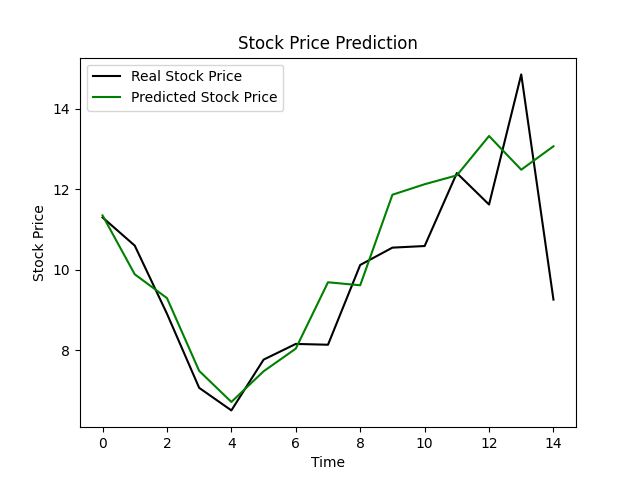 Stock Price Prediction
Real Stock Price
Predicted Stock Price
Stock Price
14
12
10
8
0 2 4 6 8 10 12 14
Time